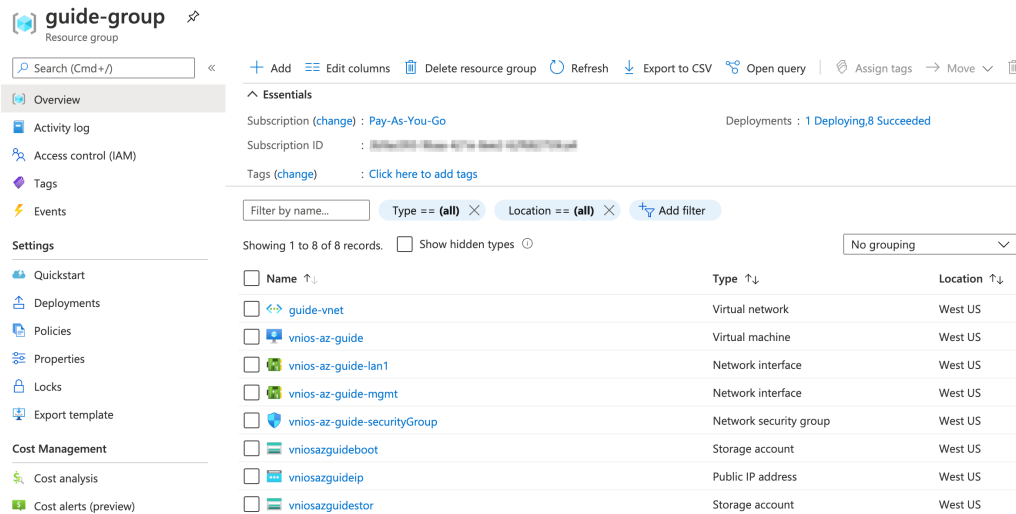 guide-group
Resource group
Search (Cmd+/)
«
Overview
Activity log
Access control (IAM)
Tags
Events
Settings
Quickstart
Deployments
Policies
Properties
Locks
Export template
Cost Management
Cost analysis
Cost alerts (preview)
Add Edit columns Delete resource group Refresh Export to CSV Open query Assign tags Move
Essentials
Subscription (change) : Pay-As-You-Go
Deployments : 1 Deploying,8 Succeeded
Subscription ID :
Tags (change) : Click here to add tags
Filter by name... Type == (all) Location == (all) Add filter
Showing 1 to 8 of 8 records. Show hidden types No grouping
Name Type Location
guide-vnet Virtual network West US
vnios-az-guide Virtual machine West US
vnios-az-guide-lan1 Network interface West US
vnios-az-guide-mgmt Network interface West US
vnios-az-guide-securityGroup Network security group West US
vniosazguideboot Storage account West US
vniosazguideip Public IP address West US
vniosazguidestor Storage account West US